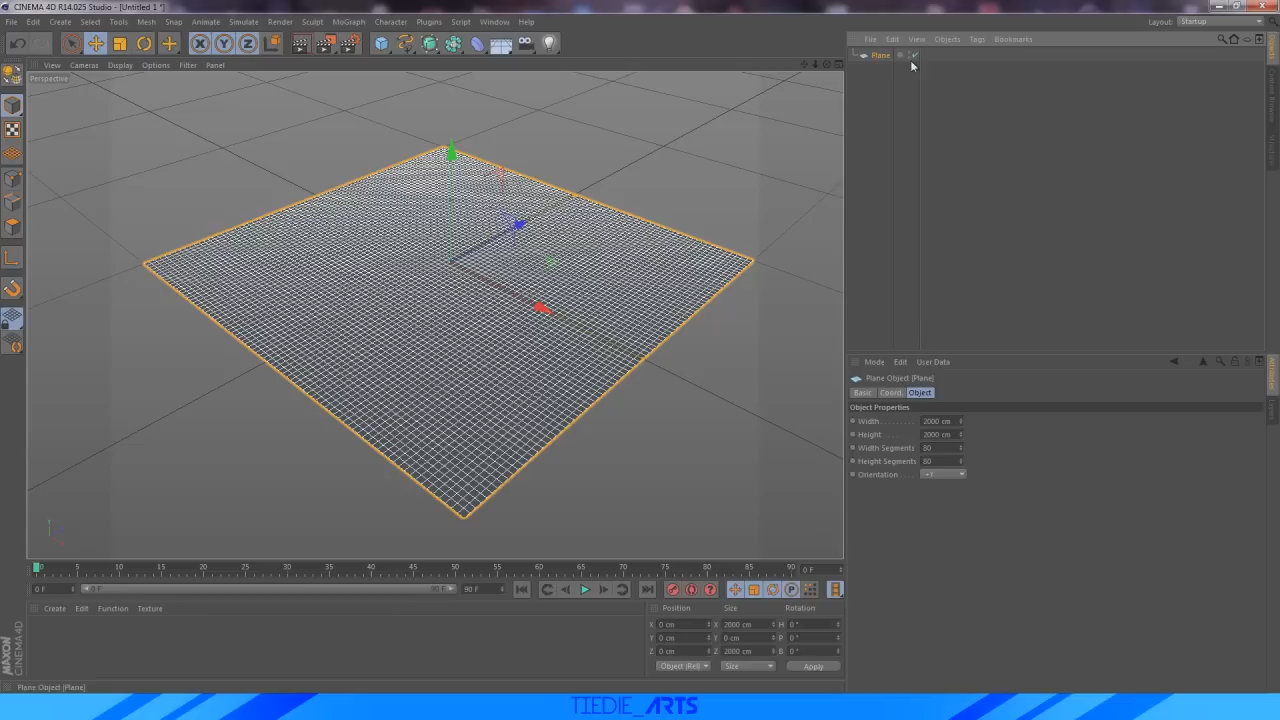 CINEMA 4D R14.025 Studio - [Untitled 1 *]
File Edit Create Select Tools Mesh Snap Animate Simulate Render Sculpt MoGraph Character Plugins Script Window Help
Layout: Startup
File Edit View Objects Tags Bookmarks
Plane
View Cameras Display Options Filter Panel
Perspective
Mode Edit User Data
Plane Object [Plane]
Basic Coord. Object
Object Properties
Width 2000 cm
Height 2000 cm
Width Segments 80
Height Segments 80
Orientation
0 5 10 15 20 25 30 35 40 45 50 55 60 65 70 75 80 85 90 0 F
0 F 0 F 90 F 90 F
Create Edit Function Texture
Position Size Rotation
X 0 cm X 2000 cm H 0 °
Y 0 cm Y 0 cm P 0 °
Z 0 cm Z 2000 cm B 0 °
Object (Rel) Size Apply
MAXON
CINEMA 4D
Plane Object [Plane]
TIEDIE_ARTS